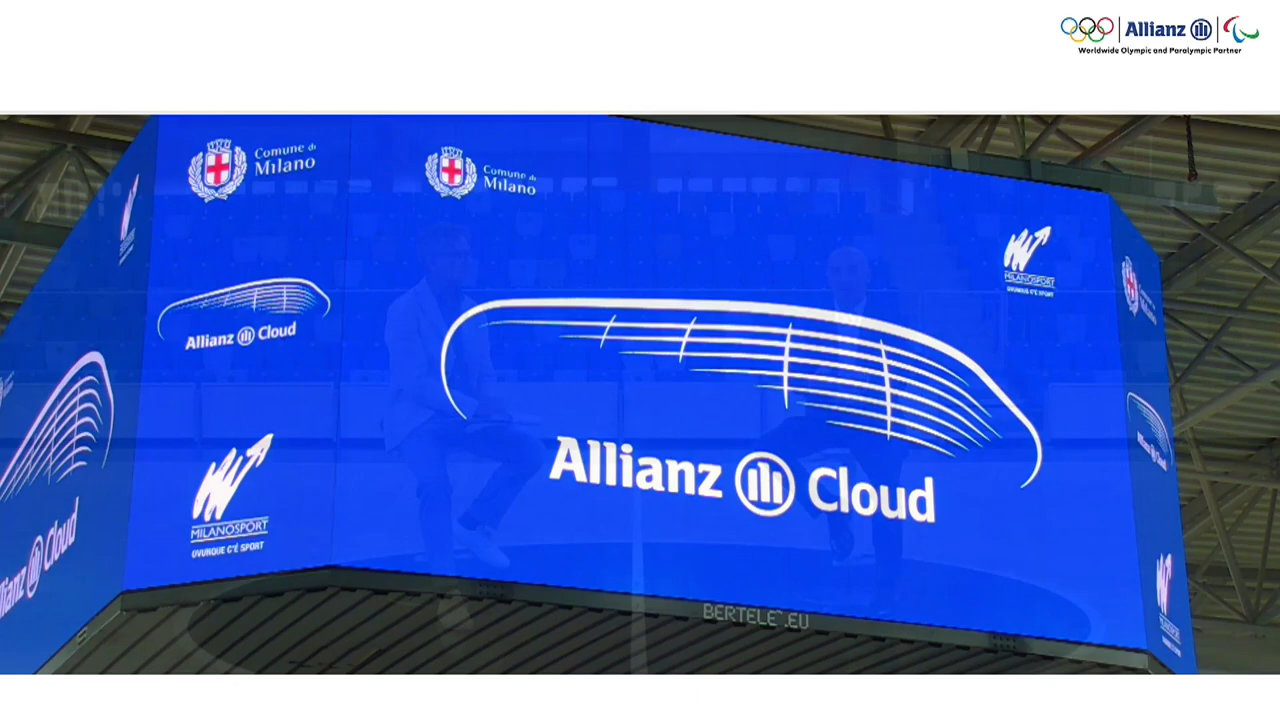 Allianz
Worldwide Olympic and Paralympic Partner
Comune di
Milano
Comune di
Milano
MILANOSPORT
OVUNQUE C'È SPORT
Allianz Cloud
Allianz Cloud
MILANOSPORT
OVUNQUE C'È SPORT
Cloud
BERTELE'.EU